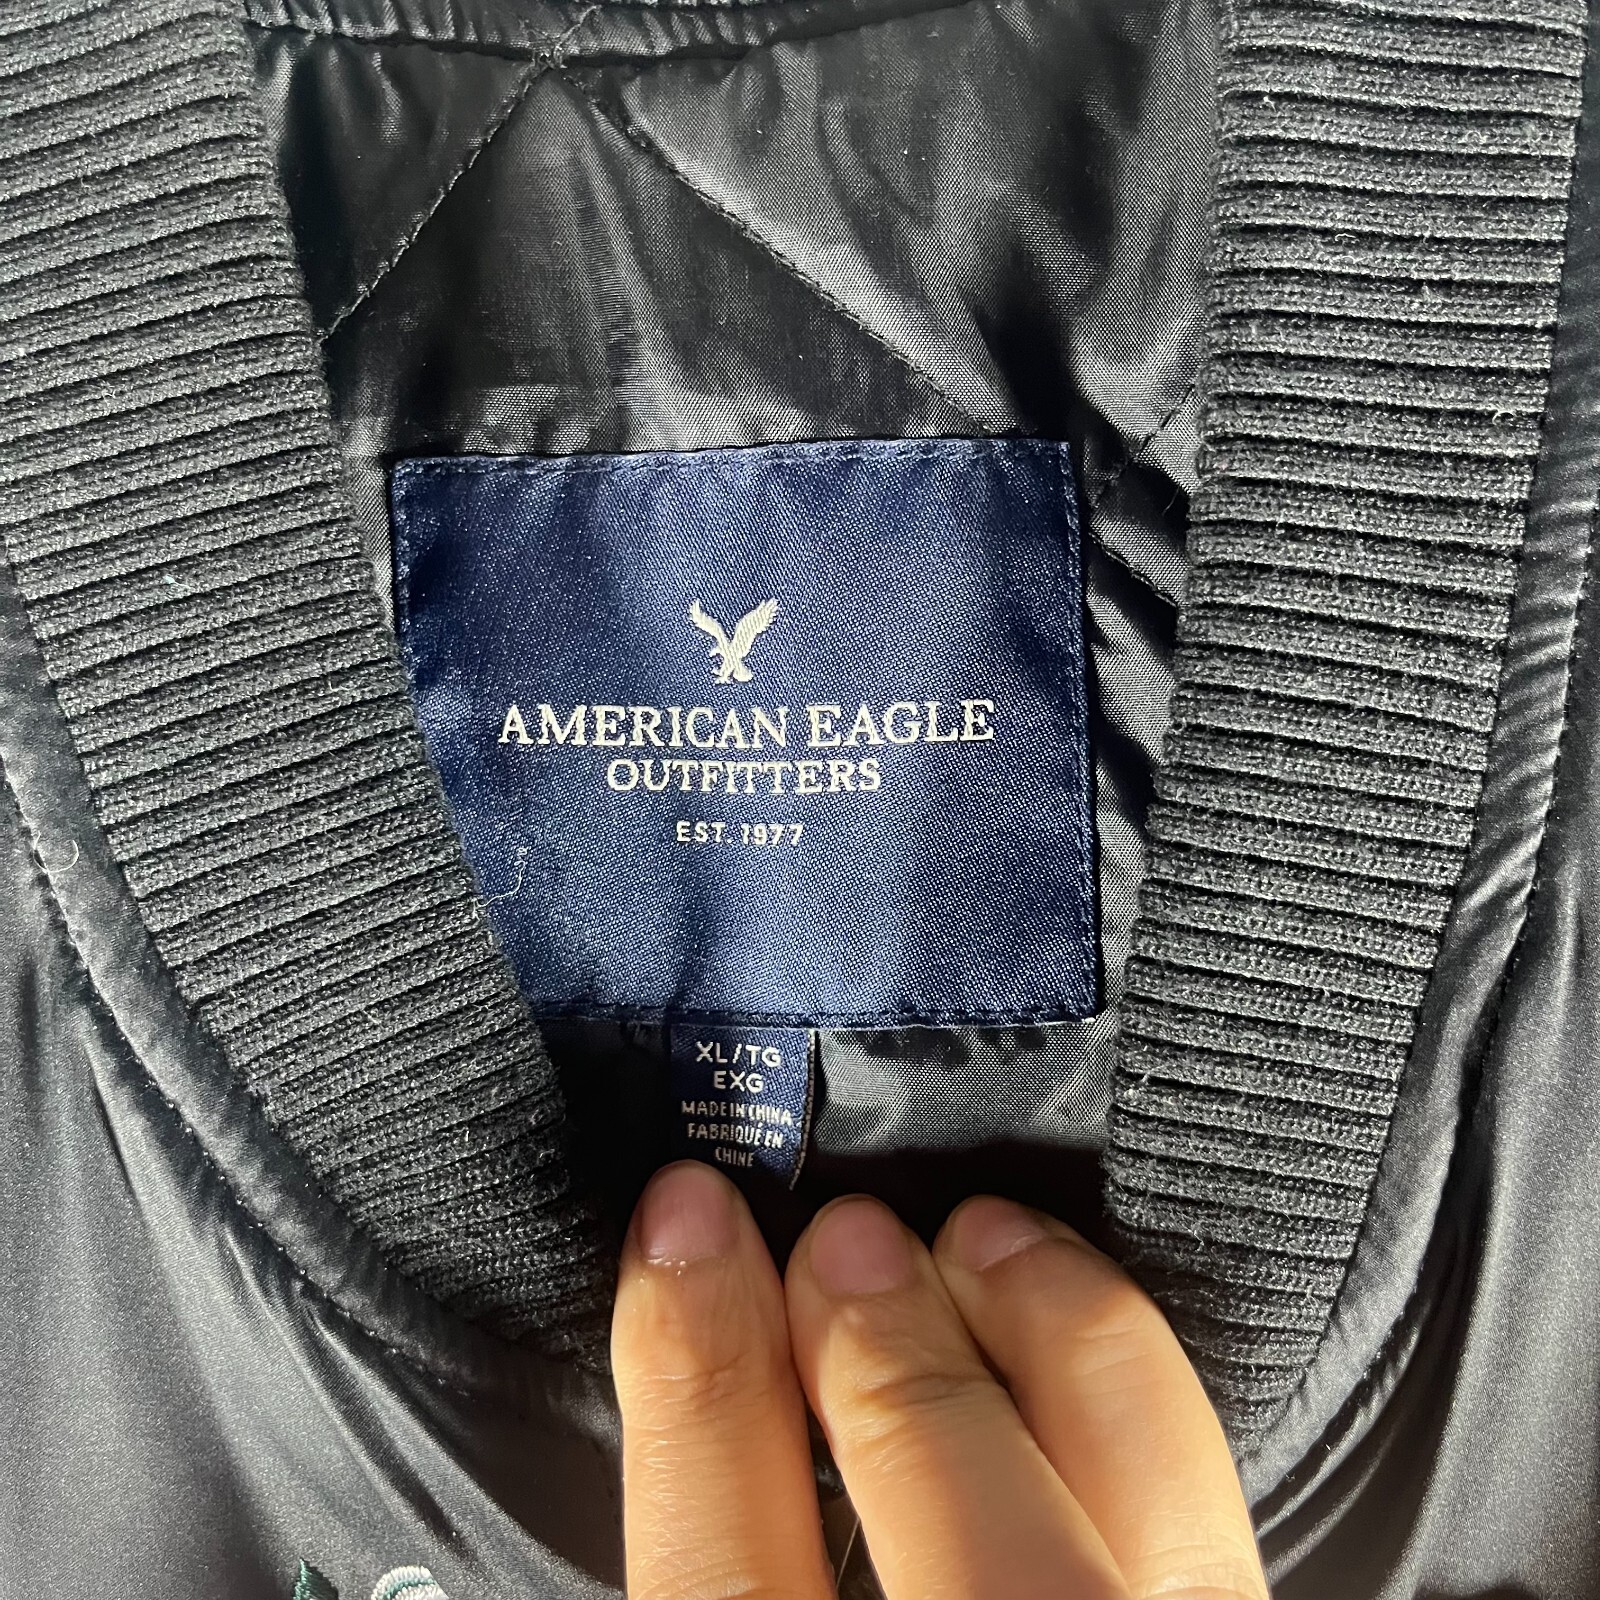 AMERICAN EAGLE
OUTFITTERS
EST. 1977
XL/TG
EXG
MADE IN CHINA
FABRIQUÉ EN
CHINE